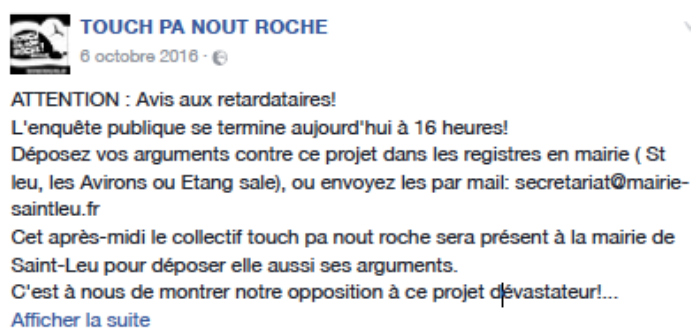 TOUCH PA NOUT ROCHE
6 octobre 2016 ·
ATTENTION : Avis aux retardataires!
L'enquête publique se termine aujourd'hui à 16 heures!
Déposez vos arguments contre ce projet dans les registres en mairie ( St
leu, les Avirons ou Etang sale), ou envoyez les par mail: secretariat@mairie-
saintleu.fr
Cet après-midi le collectif touch pa nout roche sera présent à la mairie de
Saint-Leu pour déposer elle aussi ses arguments.
C'est à nous de montrer notre opposition à ce projet dévastateur!...
Afficher la suite